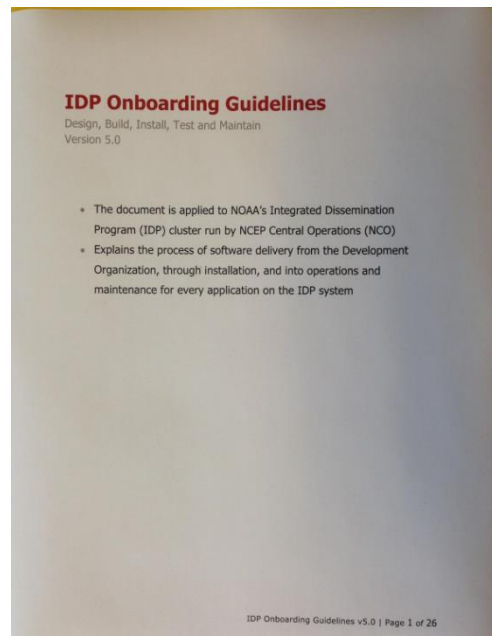 IDP Onboarding Guidelines
Design, Build, Install, Test and Maintain
Version 5.0
• The document is applied to NOAA's Integrated Dissemination
Program (IDP) cluster run by NCEP Central Operations (NCO)
• Explains the process of software delivery from the Development
Organization, through installation, and into operations and
maintenance for every application on the IDP system
IDP Onboarding Guidelines v5.0 | Page 1 of 26